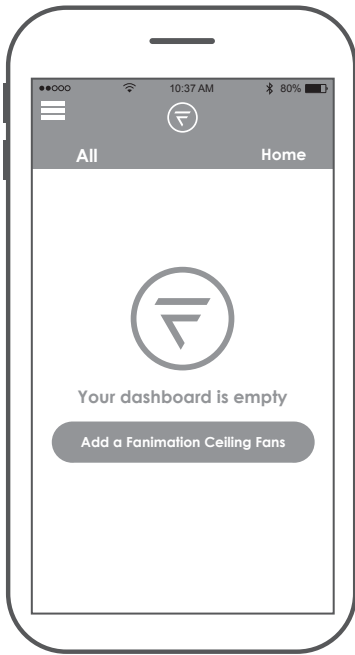 10:37 AM
80%
All
Home
Your dashboard is empty
Add a Fanimation Ceiling Fans